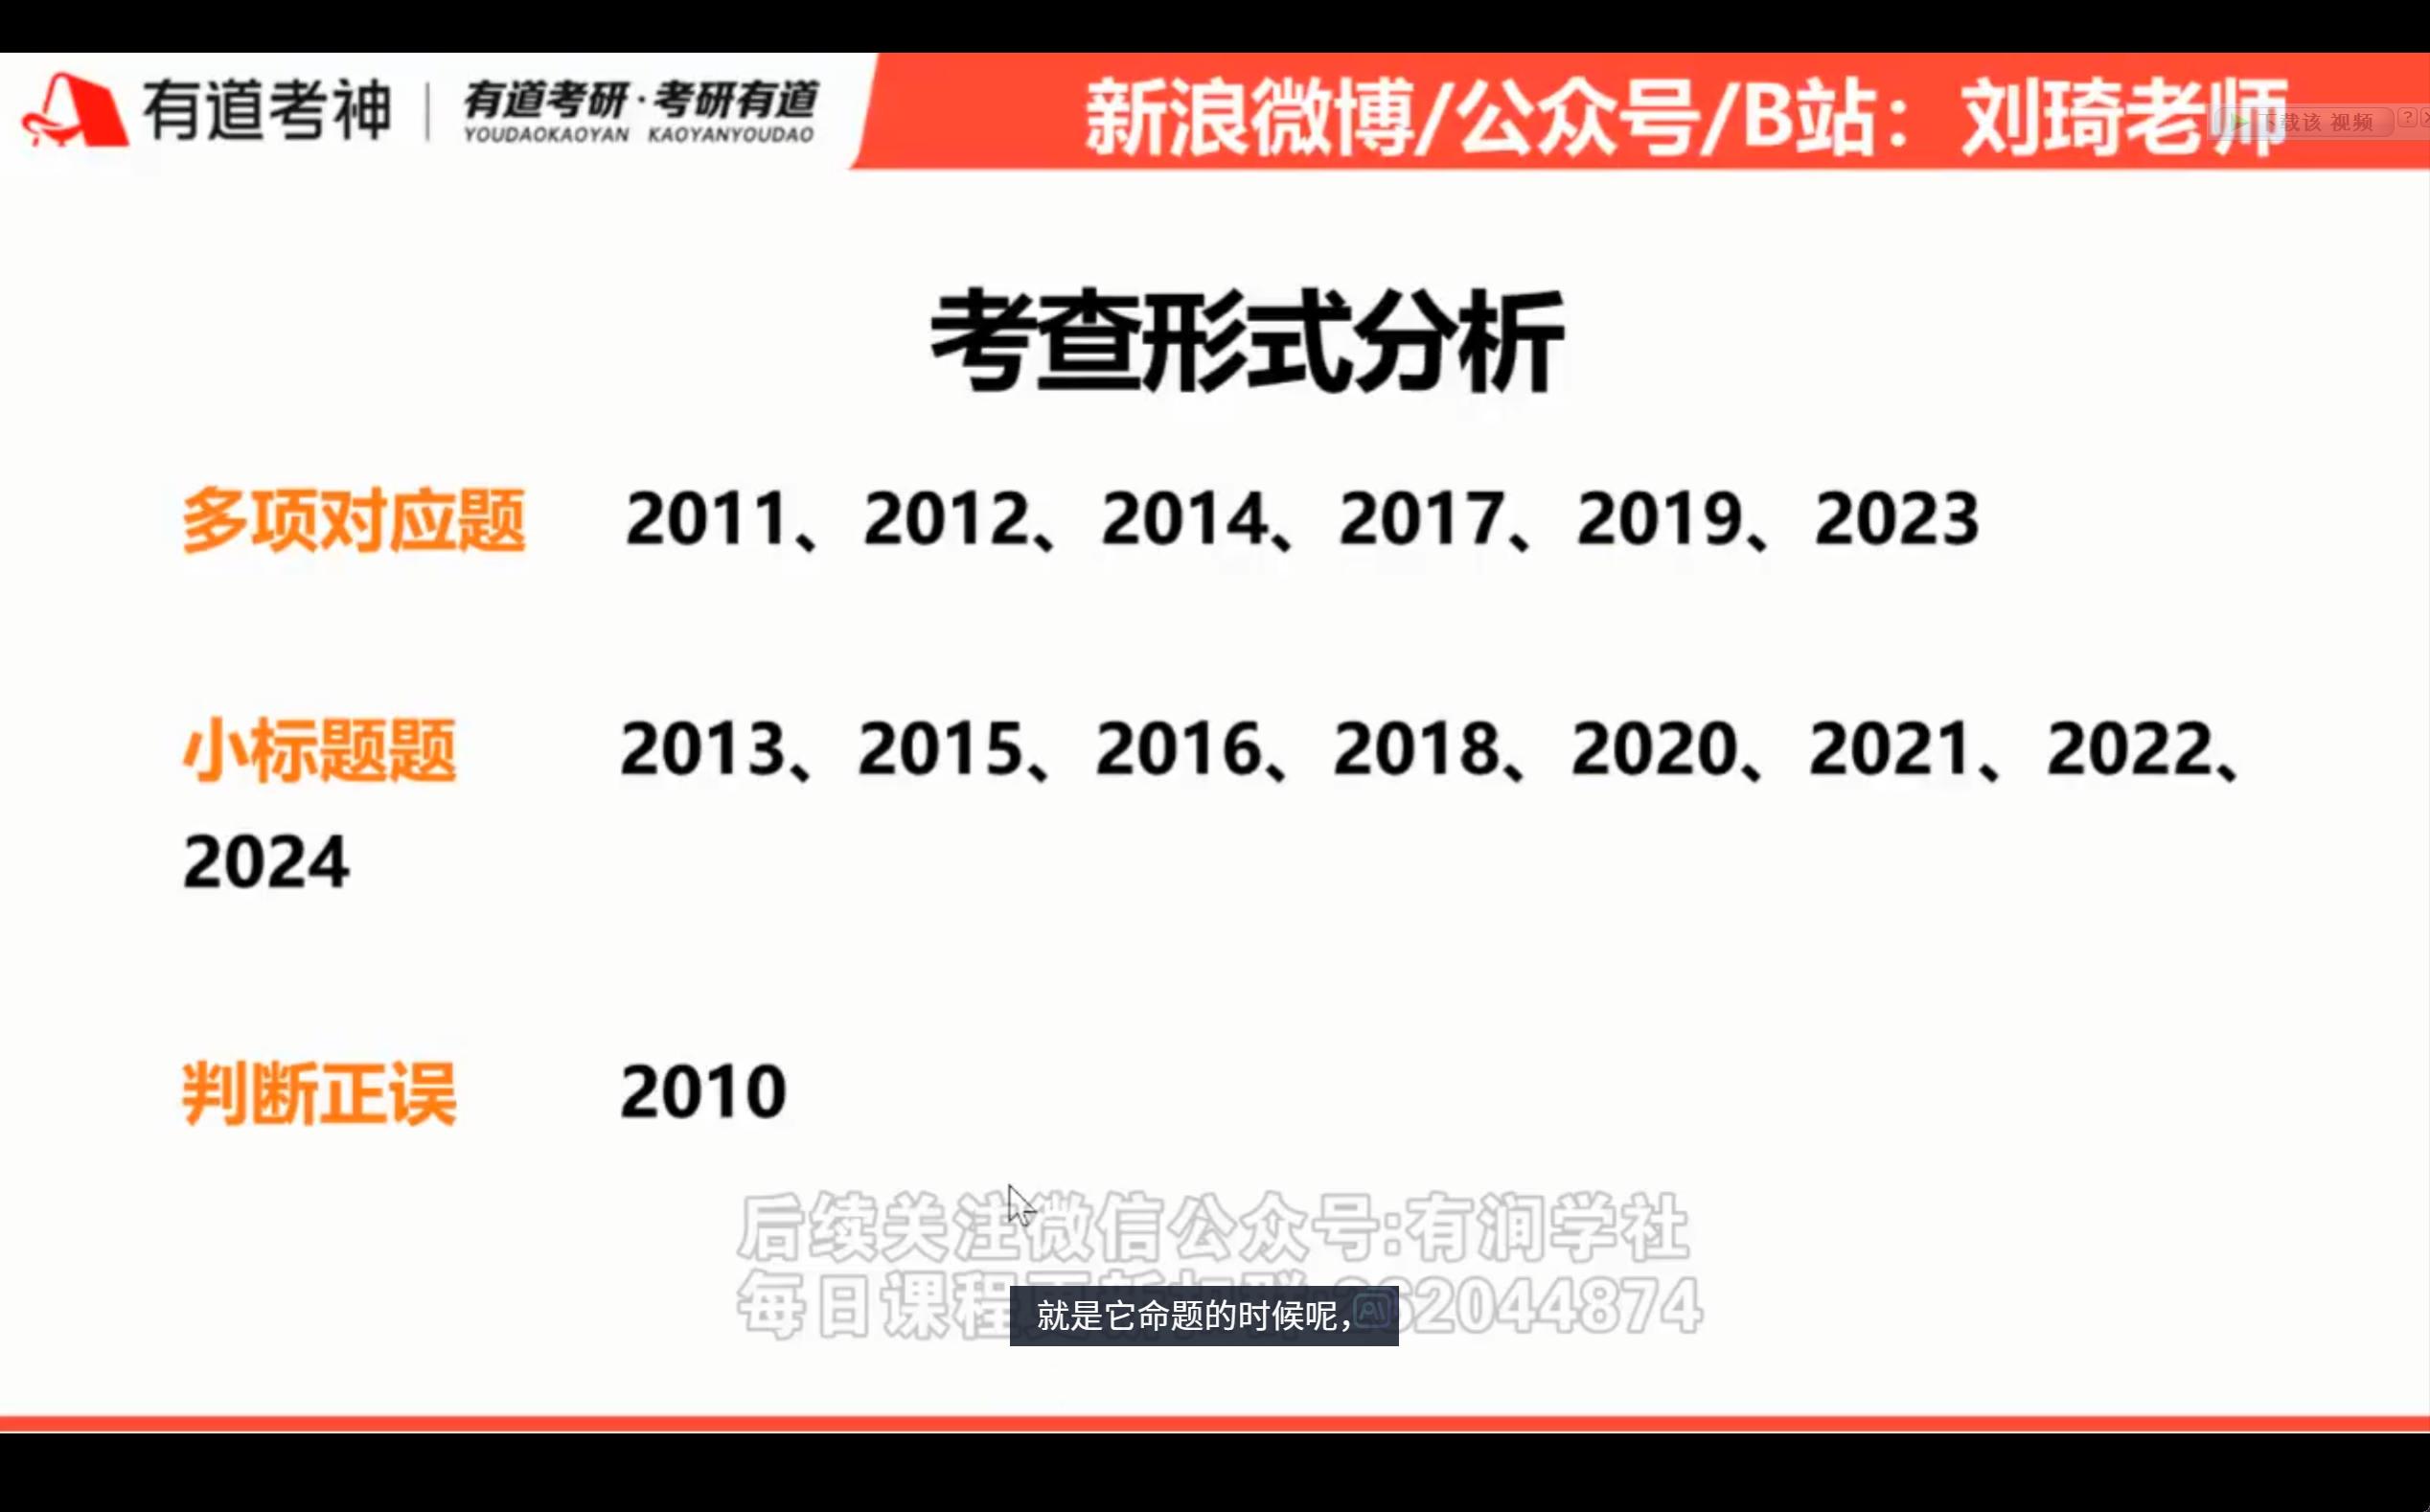 有道考神
有道考研·考研有道
YOUDAOKAOYAN KAOYANYOUDAO
新浪微博/公众号/B站：刘琦老师
下载该 视频
考查形式分析
多项对应题 2011、2012、2014、2017、2019、2023
小标题题 2013、2015、2016、2018、2020、2021、2022、
2024
判断正误 2010
后续关注微信公众号:有润学社
每日课程
62044874
就是它命题的时候呢，